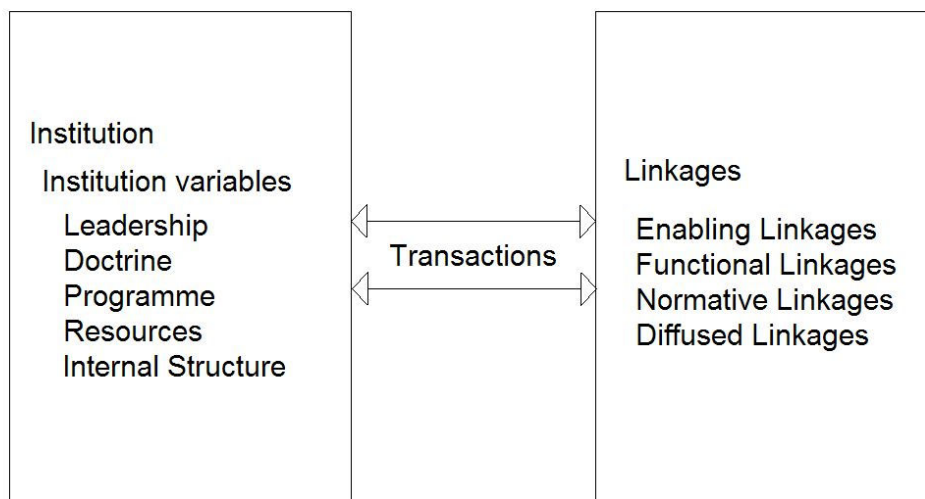 Institution
Institution variables
Leadership
Doctrine
Programme
Resources
Internal Structure
Transactions
Linkages
Enabling Linkages
Functional Linkages
Normative Linkages
Diffused Linkages